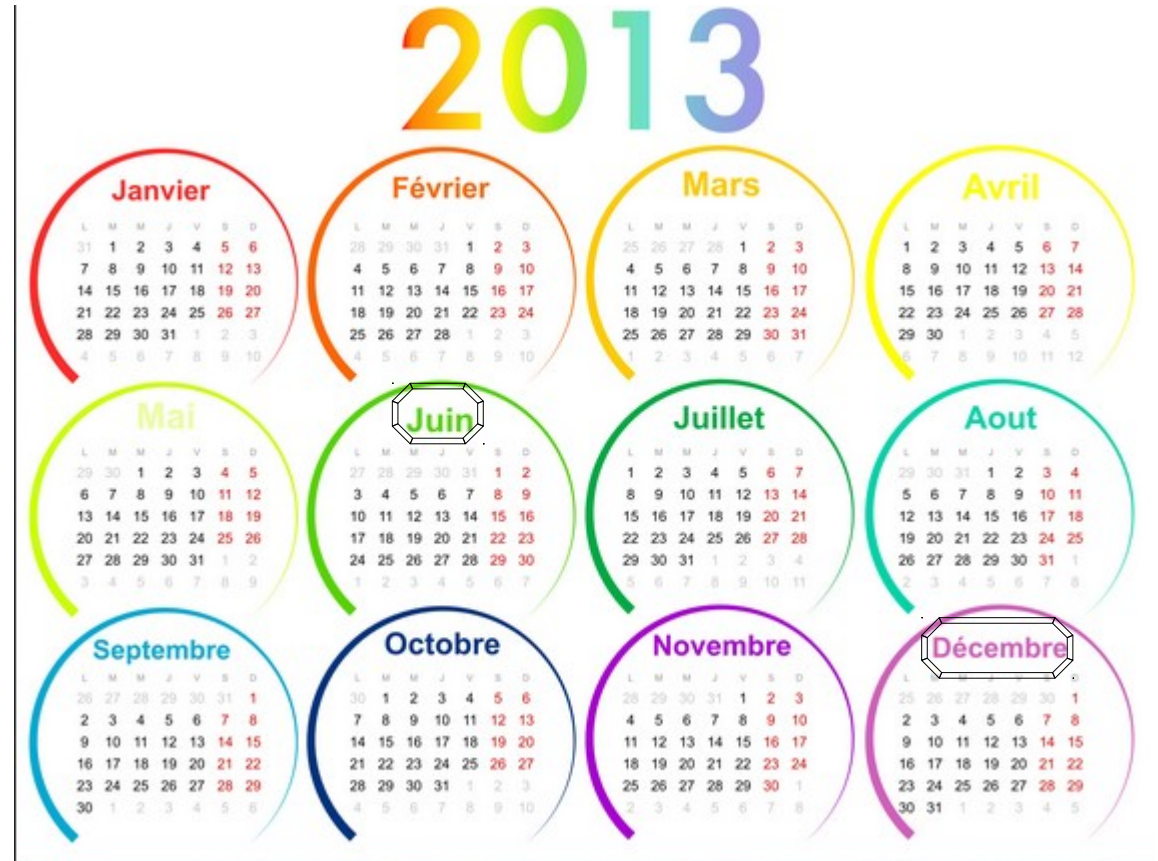 2013
Janvier
L M M J V S D
31 1 2 3 4 5 6
7 8 9 10 11 12 13
14 15 16 17 18 19 20
21 22 23 24 25 26 27
28 29 30 31 1 2 3
4 5 6 7 8 9 10
Février
L M M J V S D
28 29 30 31 1 2 3
4 5 6 7 8 9 10
11 12 13 14 15 16 17
18 19 20 21 22 23 24
25 26 27 28 1 2 3
4 5 6 7 8 9 10
Mars
L M M J V S D
25 26 27 28 1 2 3
4 5 6 7 8 9 10
11 12 13 14 15 16 17
18 19 20 21 22 23 24
25 26 27 28 29 30 31
1 2 3 4 5 6 7
Avril
L M M J V S D
1 2 3 4 5 6 7
8 9 10 11 12 13 14
15 16 17 18 19 20 21
22 23 24 25 26 27 28
29 30 1 2 3 4 5
6 7 8 9 10 11 12
Mai
L M M J V S D
29 30 1 2 3 4 5
6 7 8 9 10 11 12
13 14 15 16 17 18 19
20 21 22 23 24 25 26
27 28 29 30 31 1 2
3 4 5 6 7 8 9
Juin
L M M J V S D
27 28 29 30 31 1 2
3 4 5 6 7 8 9
10 11 12 13 14 15 16
17 18 19 20 21 22 23
24 25 26 27 28 29 30
1 2 3 4 5 6 7
Juillet
L M M J V S D
1 2 3 4 5 6 7
8 9 10 11 12 13 14
15 16 17 18 19 20 21
22 23 24 25 26 27 28
29 30 31 1 2 3 4
5 6 7 8 9 10 11
Aout
L M M J V S D
29 30 31 1 2 3 4
5 6 7 8 9 10 11
12 13 14 15 16 17 18
19 20 21 22 23 24 25
26 27 28 29 30 31 1
2 3 4 5 6 7 8
Septembre
L M M J V S D
26 27 28 29 30 31 1
2 3 4 5 6 7 8
9 10 11 12 13 14 15
16 17 18 19 20 21 22
23 24 25 26 27 28 29
30 1 2 3 4 5 6
Octobre
L M M J V S D
30 1 2 3 4 5 6
7 8 9 10 11 12 13
14 15 16 17 18 19 20
21 22 23 24 25 26 27
28 29 30 31 1 2 3
4 5 6 7 8 9 10
Novembre
L M M J V S D
28 29 30 31 1 2 3
4 5 6 7 8 9 10
11 12 13 14 15 16 17
18 19 20 21 22 23 24
25 26 27 28 29 30 1
2 3 4 5 6 7 8
Décembre
L M M J V S D
25 26 27 28 29 30 1
2 3 4 5 6 7 8
9 10 11 12 13 14 15
16 17 18 19 20 21 22
23 24 25 26 27 28 29
30 31 1 2 3 4 5